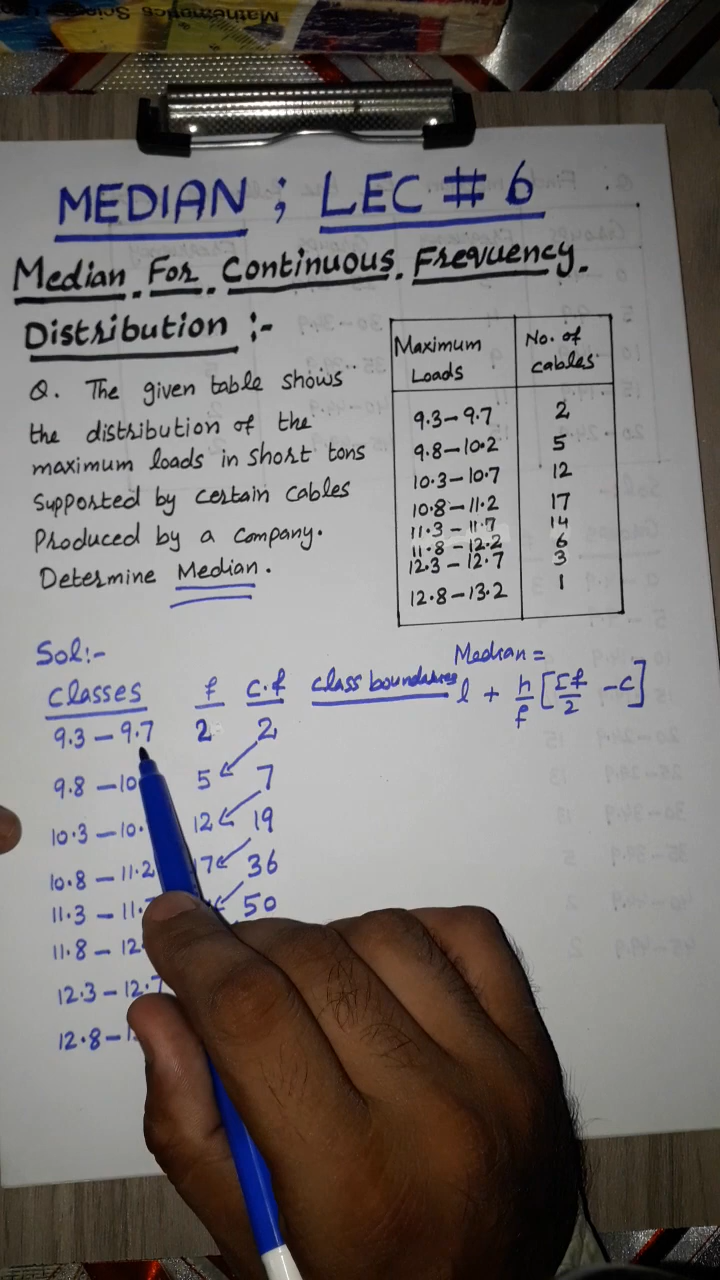 Mathematics Scien
MEDIAN ; LEC # 6
Median For Continuous Frevuency
Distribution :-
Q. The given table shows
the distribution of the
maximum loads in short tons
Supported by certain cables
Produced by a company.
Determine Median.
Maximum Loads No. of cables
9.3-9.7 2
9.8-10.2 5
10.3-10.7 12
10.8-11.2 17
11.3-11.7 14
11.8-12.2 6
12.3-12.7 3
12.8-13.2 1
Sol:-
Median =
l + h/f [Σf/2 - C]
Classes f C.f class boundaries
9.3-9.7 2 2
9.8-10 5 7
10.3-10. 12 19
10.8-11.2 17 36
11.3-11.7 50
11.8-12
12.3-12.7
12.8-